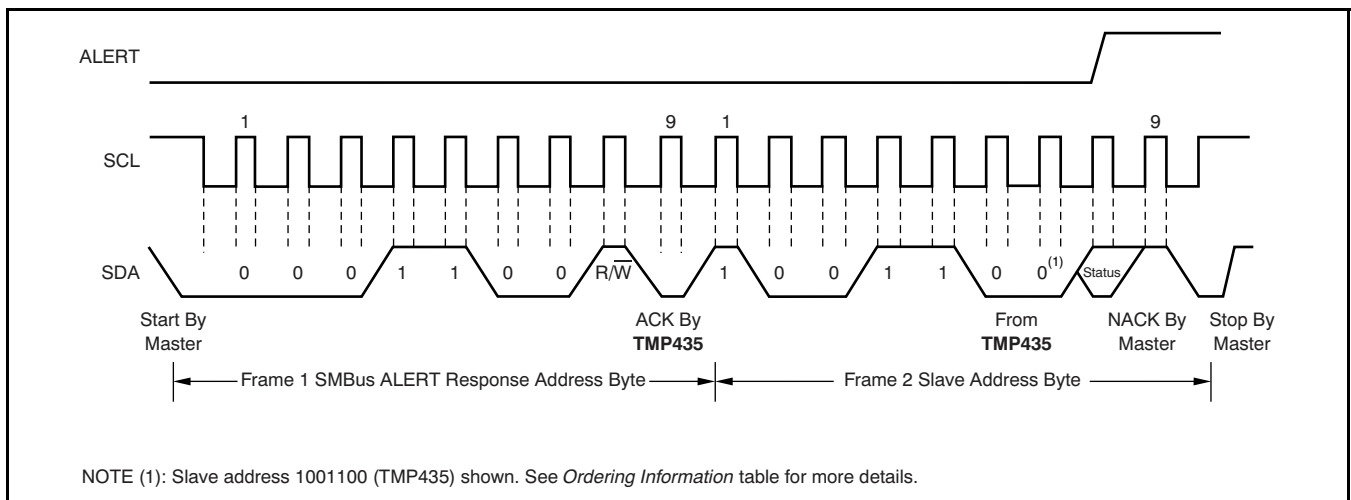 ALERT
1 9 1 9
SCL
SDA 0 0 0 1 1 0 0 R/W̅ 1 0 0 1 1 0 0(1) Status
Start By Master
ACK By TMP435
From TMP435
NACK By Master
Stop By Master
Frame 1 SMBus ALERT Response Address Byte
Frame 2 Slave Address Byte
NOTE (1): Slave address 1001100 (TMP435) shown. See Ordering Information table for more details.